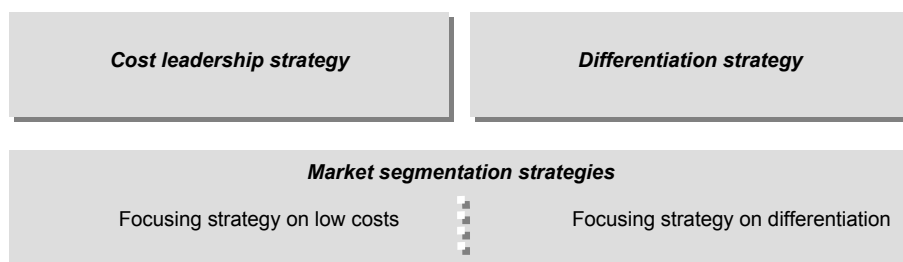 Cost leadership strategy
Differentiation strategy
Market segmentation strategies
Focusing strategy on low costs
Focusing strategy on differentiation